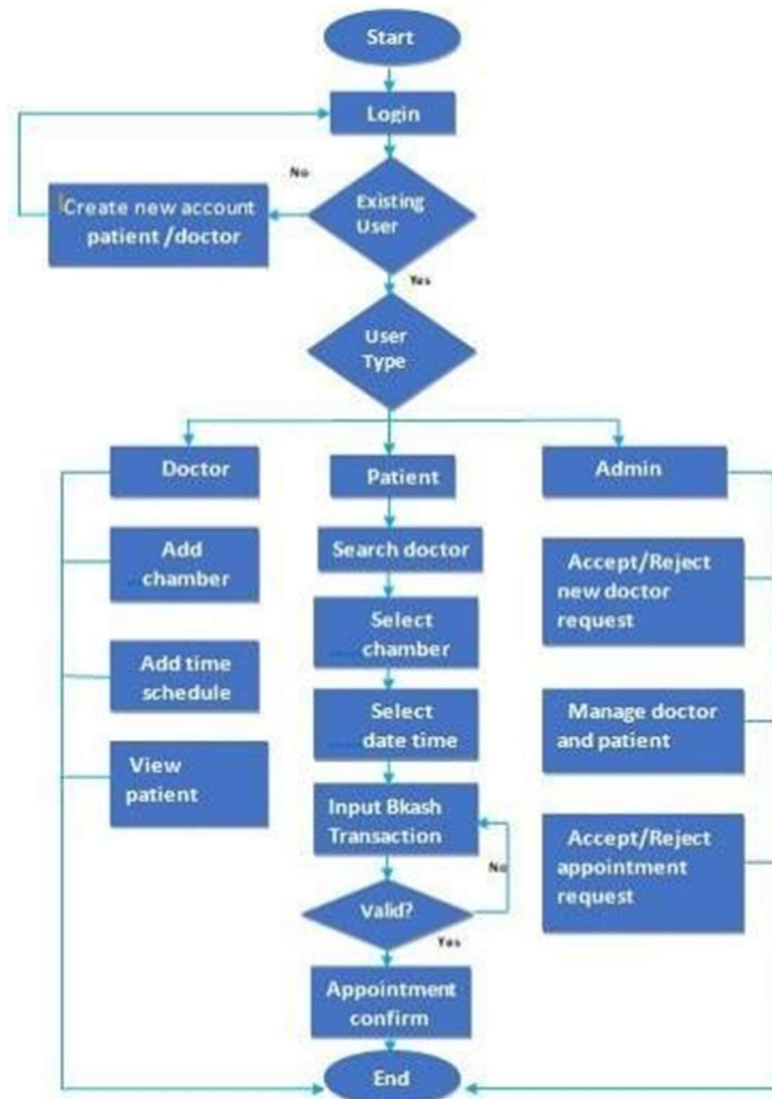 Start
Login
No
Create new account
patient /doctor
Existing
User
Yes
User
Type
Doctor
Patient
Admin
Add
chamber
Search doctor
Accept/Reject
new doctor
request
Select
chamber
Add time
schedule
Select
date time
Manage doctor
and patient
View
patient
Input Bkash
Transaction
No
Accept/Reject
appointment
request
Valid?
Yes
Appointment
confirm
End